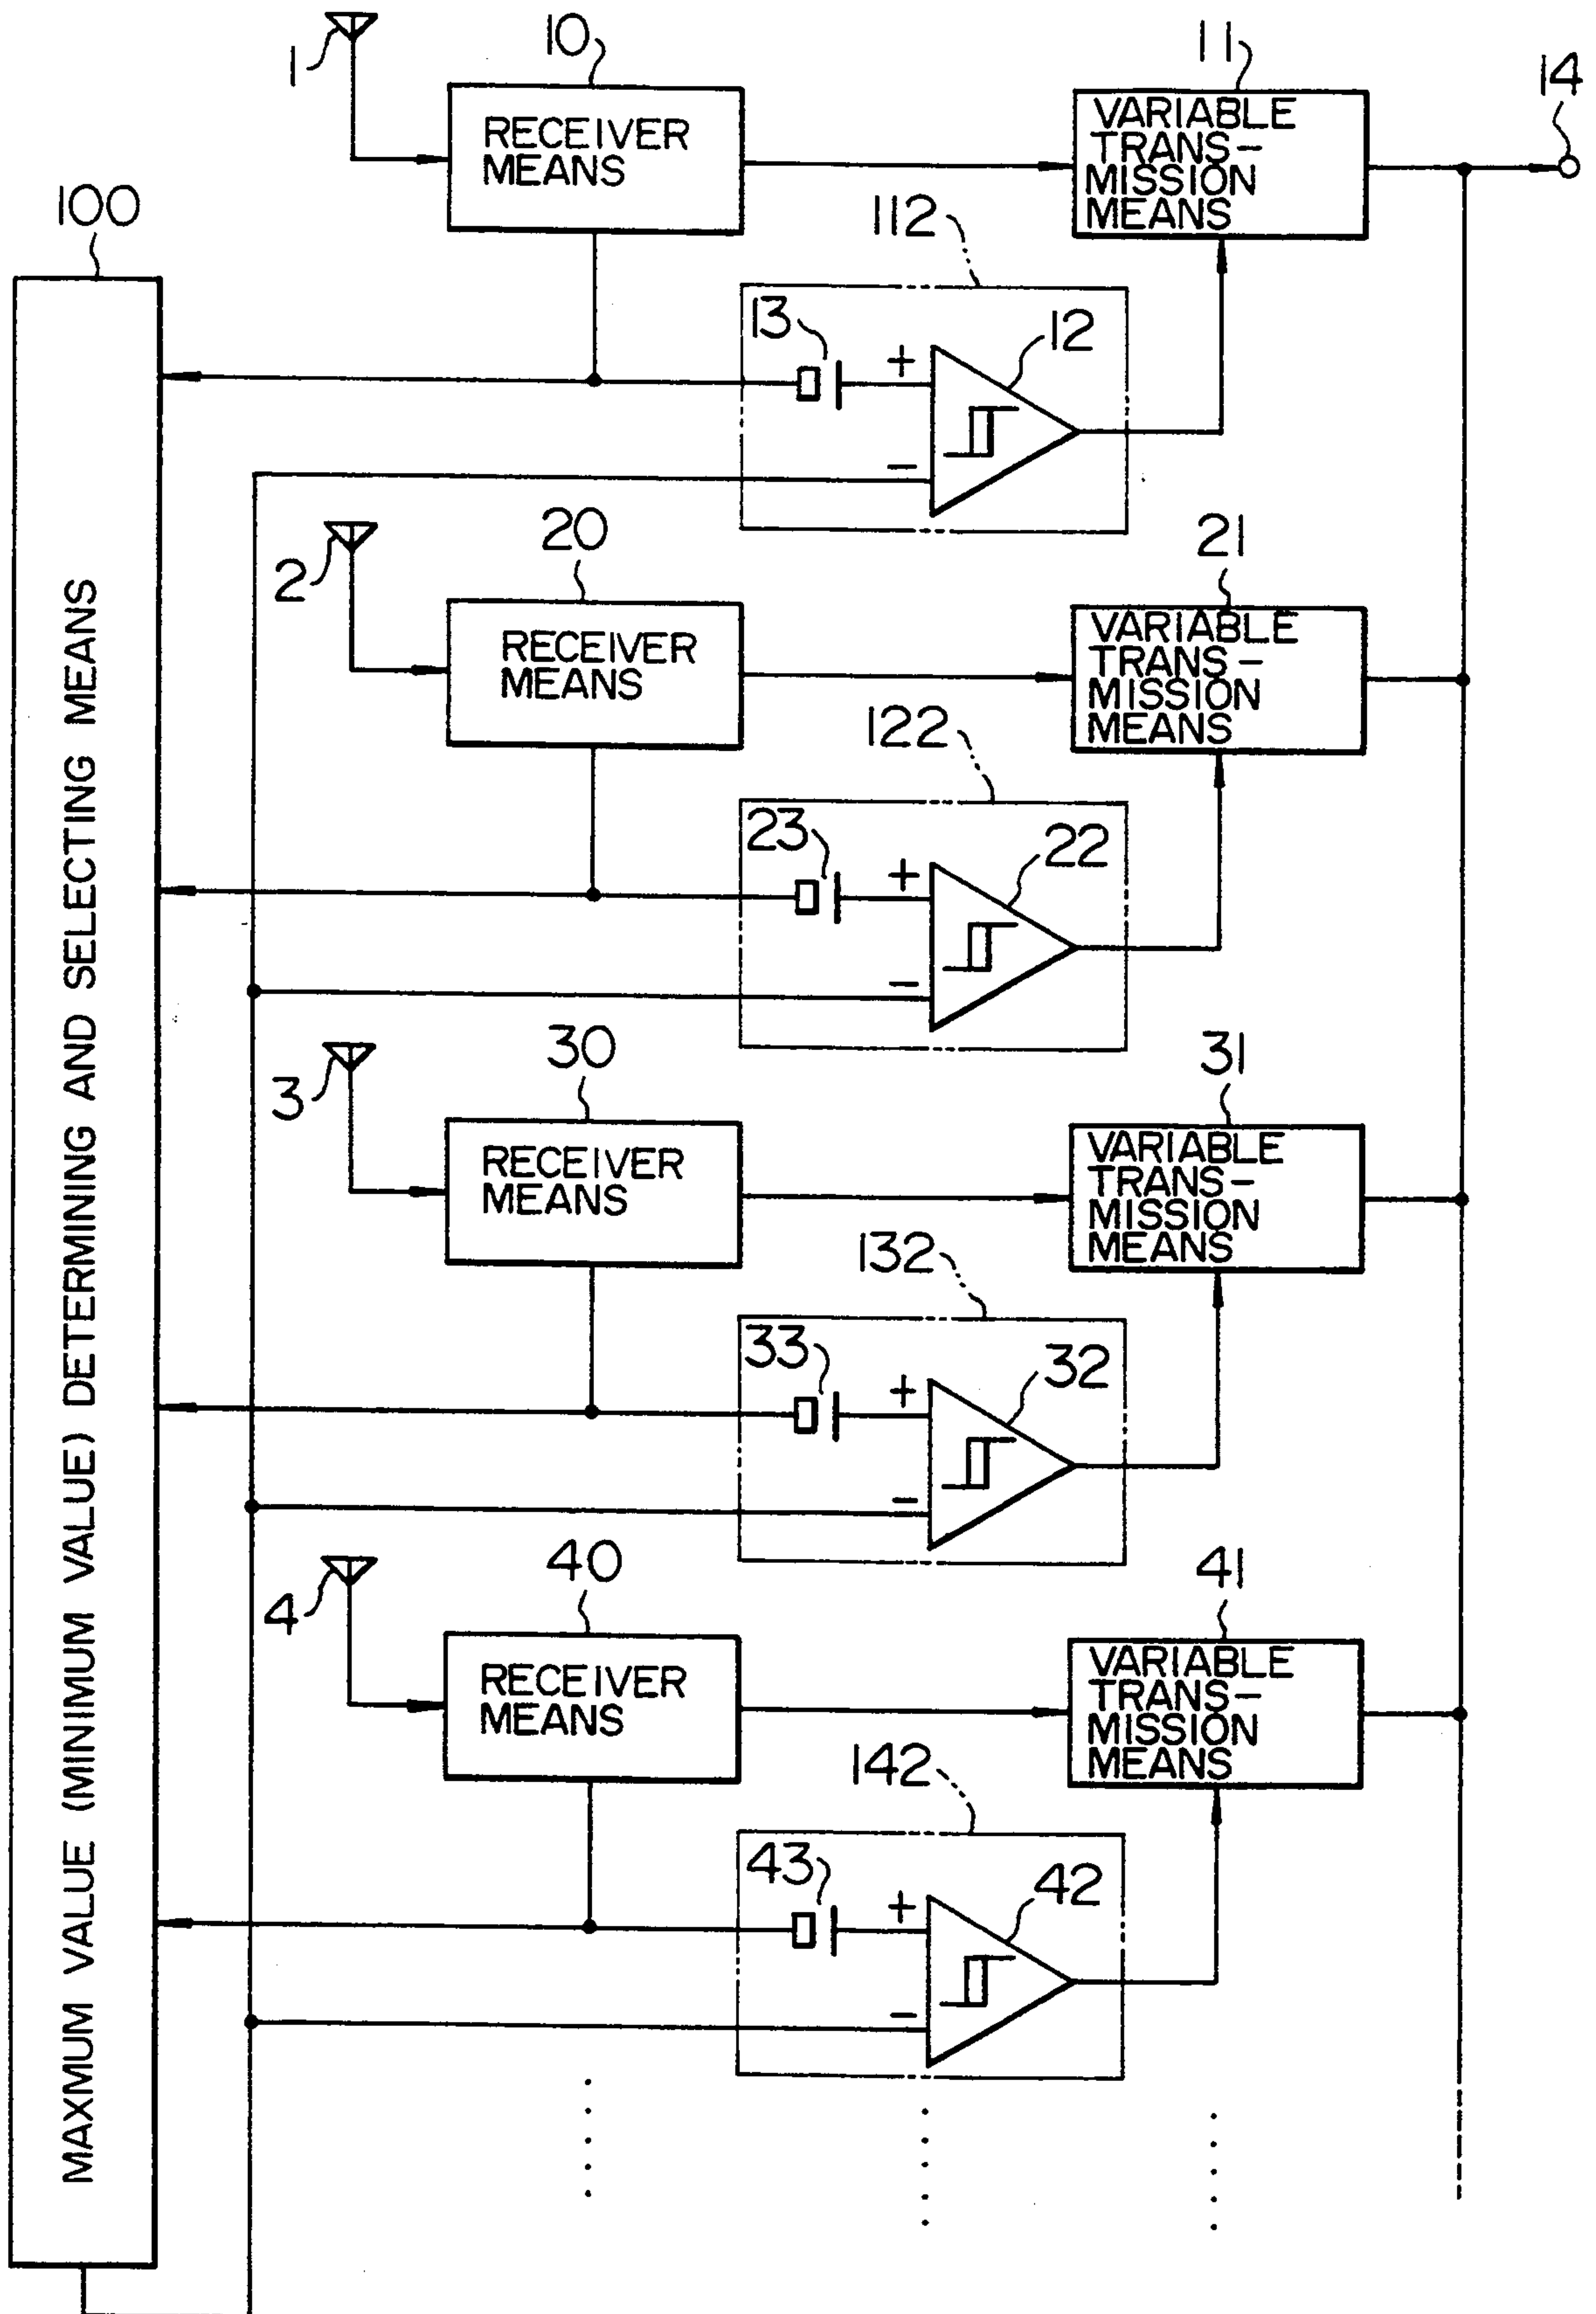 1
10
11
14
RECEIVER
MEANS
VARIABLE
TRANS-
MISSION
MEANS
100
112
13
+
12
-
MAXMUM VALUE (MINIMUM VALUE) DETERMINING AND SELECTING MEANS
2
20
21
RECEIVER
MEANS
VARIABLE
TRANS-
MISSION
MEANS
122
23
+
22
-
3
30
31
RECEIVER
MEANS
VARIABLE
TRANS-
MISSION
MEANS
132
33
+
32
-
4
40
41
RECEIVER
MEANS
VARIABLE
TRANS-
MISSION
MEANS
142
43
+
42
-